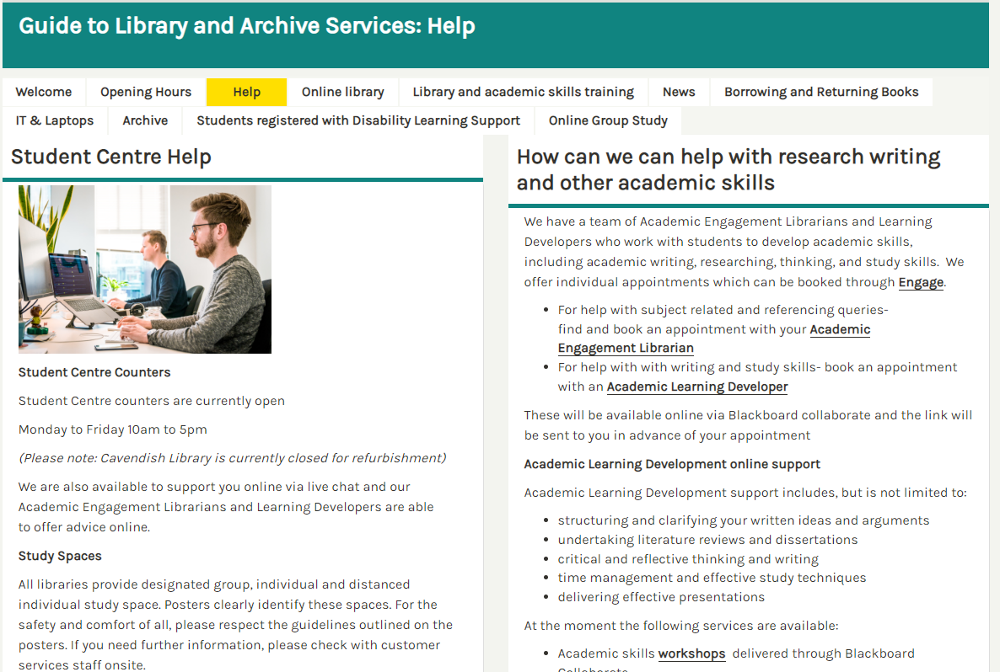 Guide to Library and Archive Services: Help
Welcome
Opening Hours
Help
Online library
Library and academic skills training
News
Borrowing and Returning Books
IT & Laptops
Archive
Students registered with Disability Learning Support
Online Group Study
Student Centre Help
Student Centre Counters
Student Centre counters are currently open
Monday to Friday 10am to 5pm
(Please note: Cavendish Library is currently closed for refurbishment)
We are also available to support you online via live chat and our
Academic Engagement Librarians and Learning Developers are able
to offer advice online.
Study Spaces
All libraries provide designated group, individual and distanced
individual study space. Posters clearly identify these spaces. For the
safety and comfort of all, please respect the guidelines outlined on the
posters. If you need further information, please check with customer
services staff onsite.
How can we can help with research writing
and other academic skills
We have a team of Academic Engagement Librarians and Learning
Developers who work with students to develop academic skills,
including academic writing, researching, thinking, and study skills. We
offer individual appointments which can be booked through Engage.
• For help with subject related and referencing queries-
find and book an appointment with your Academic
Engagement Librarian
• For help with with writing and study skills- book an appointment
with an Academic Learning Developer
These will be available online via Blackboard collaborate and the link will
be sent to you in advance of your appointment
Academic Learning Development online support
Academic Learning Development support includes, but is not limited to:
• structuring and clarifying your written ideas and arguments
• undertaking literature reviews and dissertations
• critical and reflective thinking and writing
• time management and effective study techniques
• delivering effective presentations
At the moment the following services are available:
• Academic skills workshops delivered through Blackboard
Collaborate